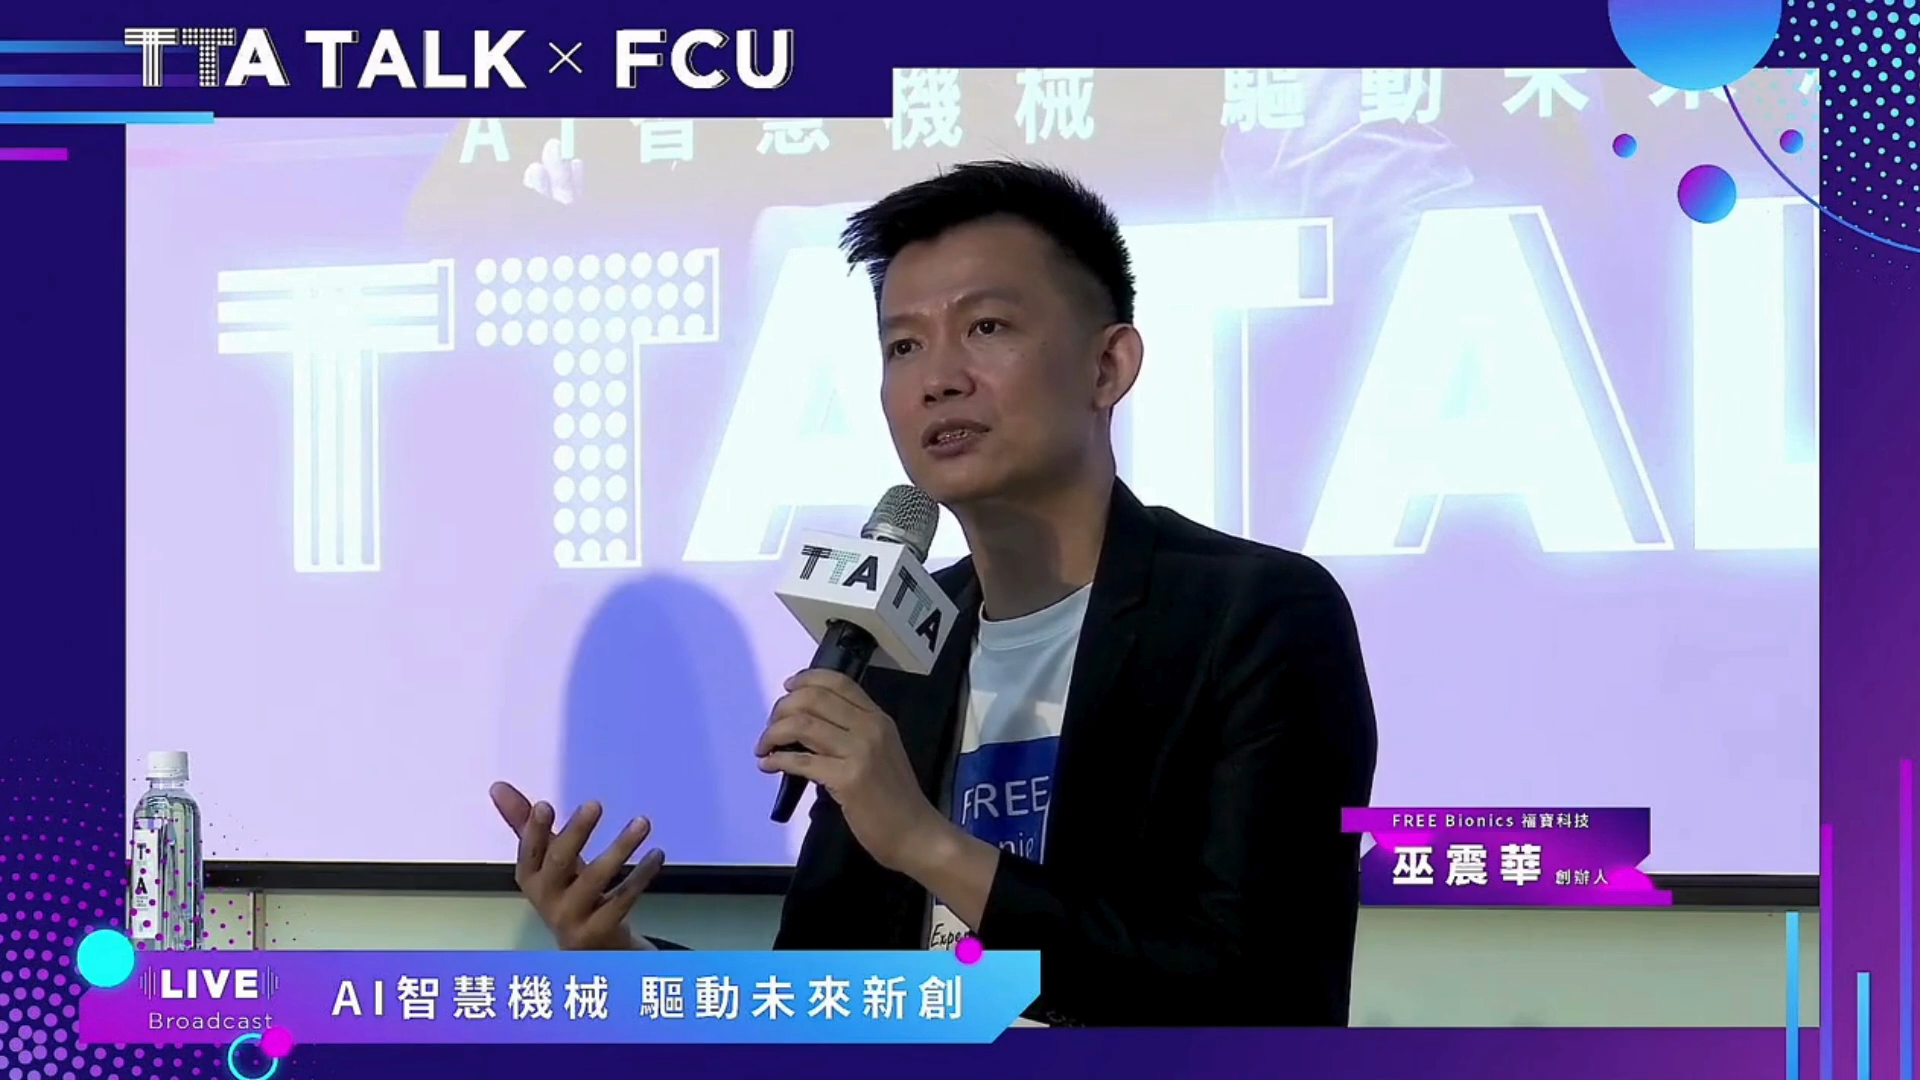 TTA TALK × FCU
AI智慧機械 驅動未來
TTA TAL
TTA TTA
FREE
FREE Bionics 福寶科技
巫震華 創辦人
LIVE
Broadcast
AI智慧機械 驅動未來新創